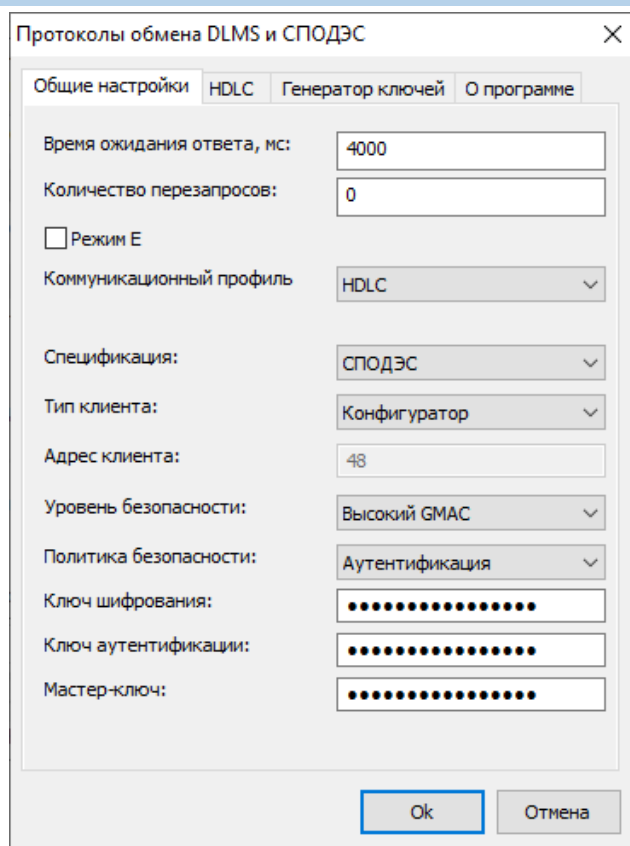 Протоколы обмена DLMS и СПОДЭС
Общие настройки HDLC Генератор ключей О программе
Время ожидания ответа, мс: 4000
Количество перезапросов: 0
Режим E
Коммуникационный профиль HDLC
Спецификация: СПОДЭС
Тип клиента: Конфигуратор
Адрес клиента: 48
Уровень безопасности: Высокий GMAC
Политика безопасности: Аутентификация
Ключ шифрования: ●●●●●●●●●●●●●●●●
Ключ аутентификации: ●●●●●●●●●●●●●●●●
Мастер-ключ: ●●●●●●●●●●●●●●●●
Ok Отмена